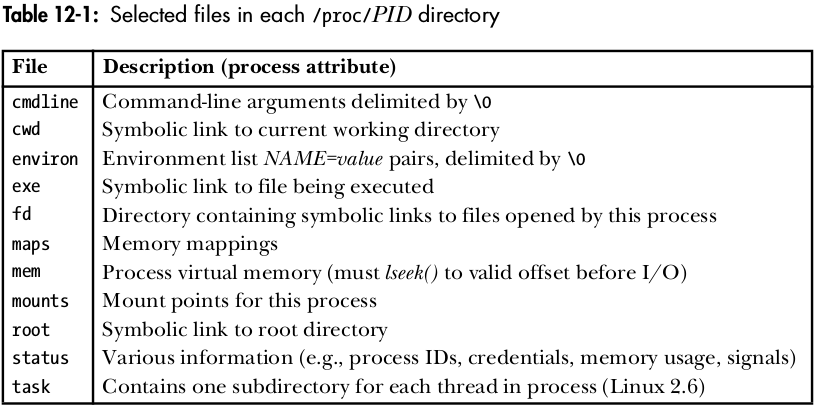 Table 12-1: Selected files in each /proc/PID directory
File Description (process attribute)
cmdline Command-line arguments delimited by \0
cwd Symbolic link to current working directory
environ Environment list NAME=value pairs, delimited by \0
exe Symbolic link to file being executed
fd Directory containing symbolic links to files opened by this process
maps Memory mappings
mem Process virtual memory (must lseek() to valid offset before I/O)
mounts Mount points for this process
root Symbolic link to root directory
status Various information (e.g., process IDs, credentials, memory usage, signals)
task Contains one subdirectory for each thread in process (Linux 2.6)